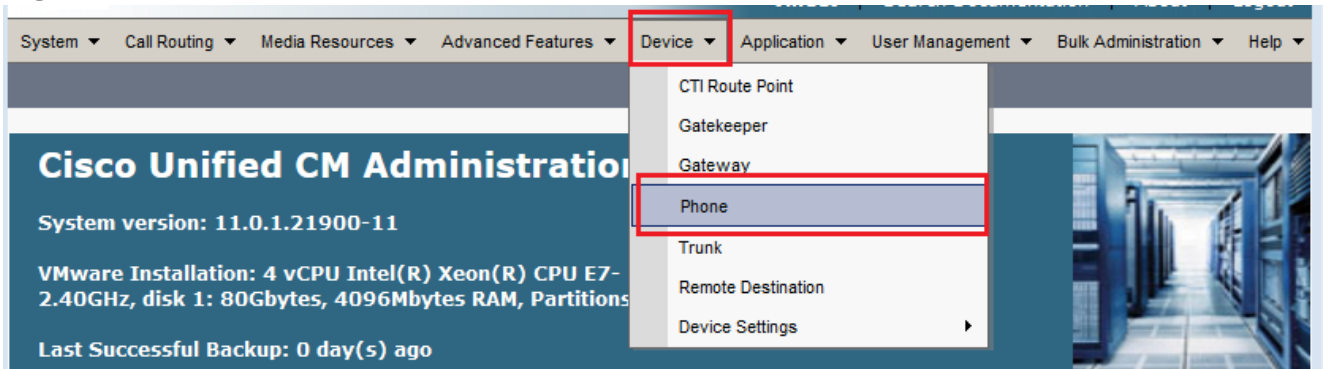 System Call Routing Media Resources Advanced Features Device Application User Management Bulk Administration Help
CTI Route Point
Gatekeeper
Gateway
Phone
Trunk
Remote Destination
Device Settings
Cisco Unified CM Administration
System version: 11.0.1.21900-11
VMware Installation: 4 vCPU Intel(R) Xeon(R) CPU E7-
2.40GHz, disk 1: 80Gbytes, 4096Mbytes RAM, Partitions
Last Successful Backup: 0 day(s) ago